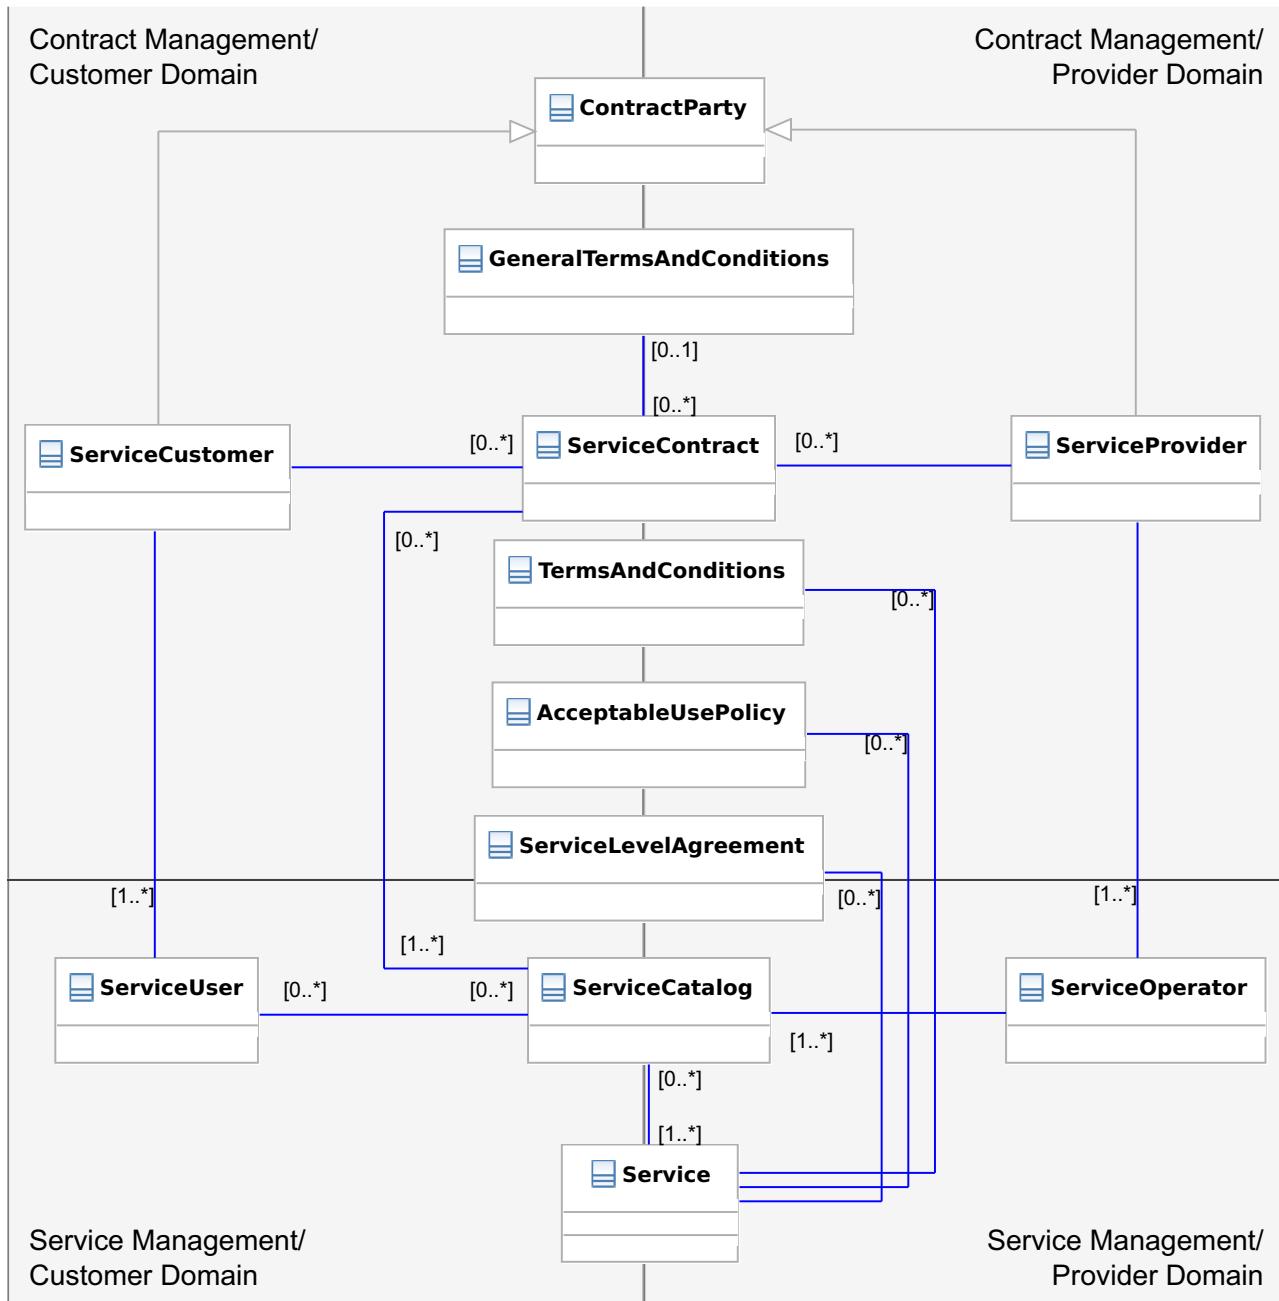 Contract Management/
Customer Domain
Contract Management/
Provider Domain
ContractParty
GeneralTermsAndConditions
[0..1]
[0..*]
ServiceCustomer
[0..*]
ServiceContract
[0..*]
ServiceProvider
[0..*]
TermsAndConditions
[0..*]
AcceptableUsePolicy
[0..*]
ServiceLevelAgreement
[1..*]
[0..*]
[1..*]
[1..*]
ServiceUser
[0..*]
[0..*]
ServiceCatalog
ServiceOperator
[1..*]
[0..*]
[1..*]
Service
Service Management/
Customer Domain
Service Management/
Provider Domain